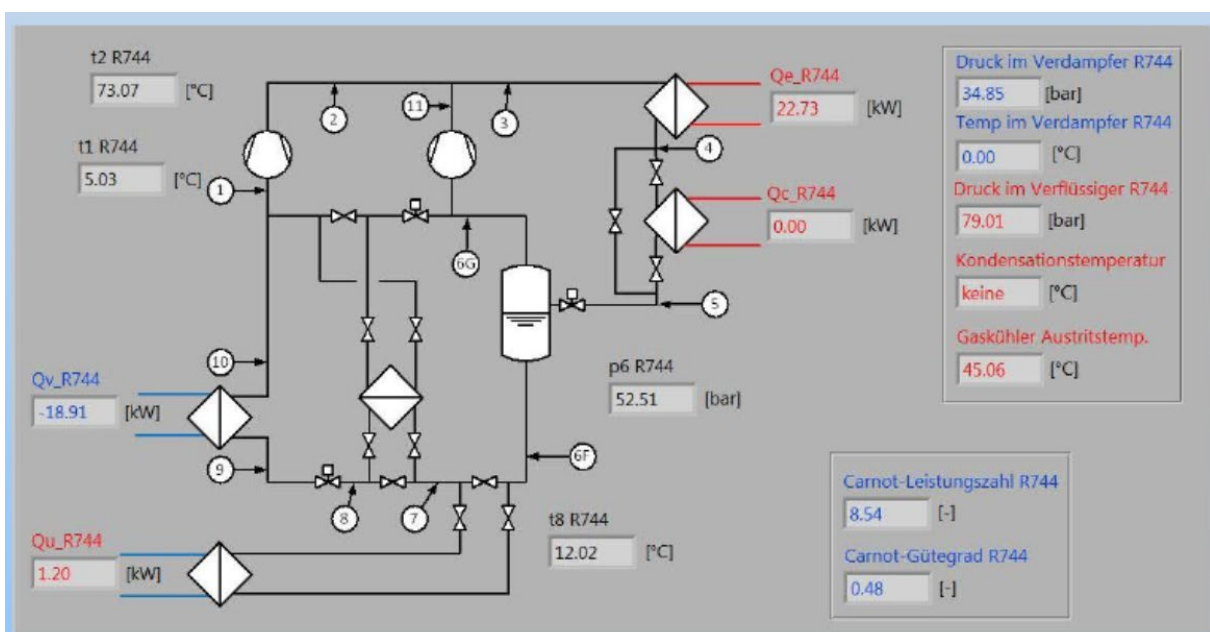 t2 R744
73.07 [°C]
t1 R744
5.03 [°C]
2
11
3
1
Qe_R744
22.73 [kW]
4
Qc_R744
0.00 [kW]
6G
5
10
p6 R744
52.51 [bar]
Qv_R744
-18.91 [kW]
9
6F
8
7
t8 R744
12.02 [°C]
Qu_R744
1.20 [kW]
Druck im Verdampfer R744
34.85 [bar]
Temp im Verdampfer R744
0.00 [°C]
Druck im Verflüssiger R744
79.01 [bar]
Kondensationstemperatur
keine [°C]
Gaskühler Austritstemp.
45.06 [°C]
Carnot-Leistungszahl R744
8.54 [-]
Carnot-Gütegrad R744
0.48 [-]